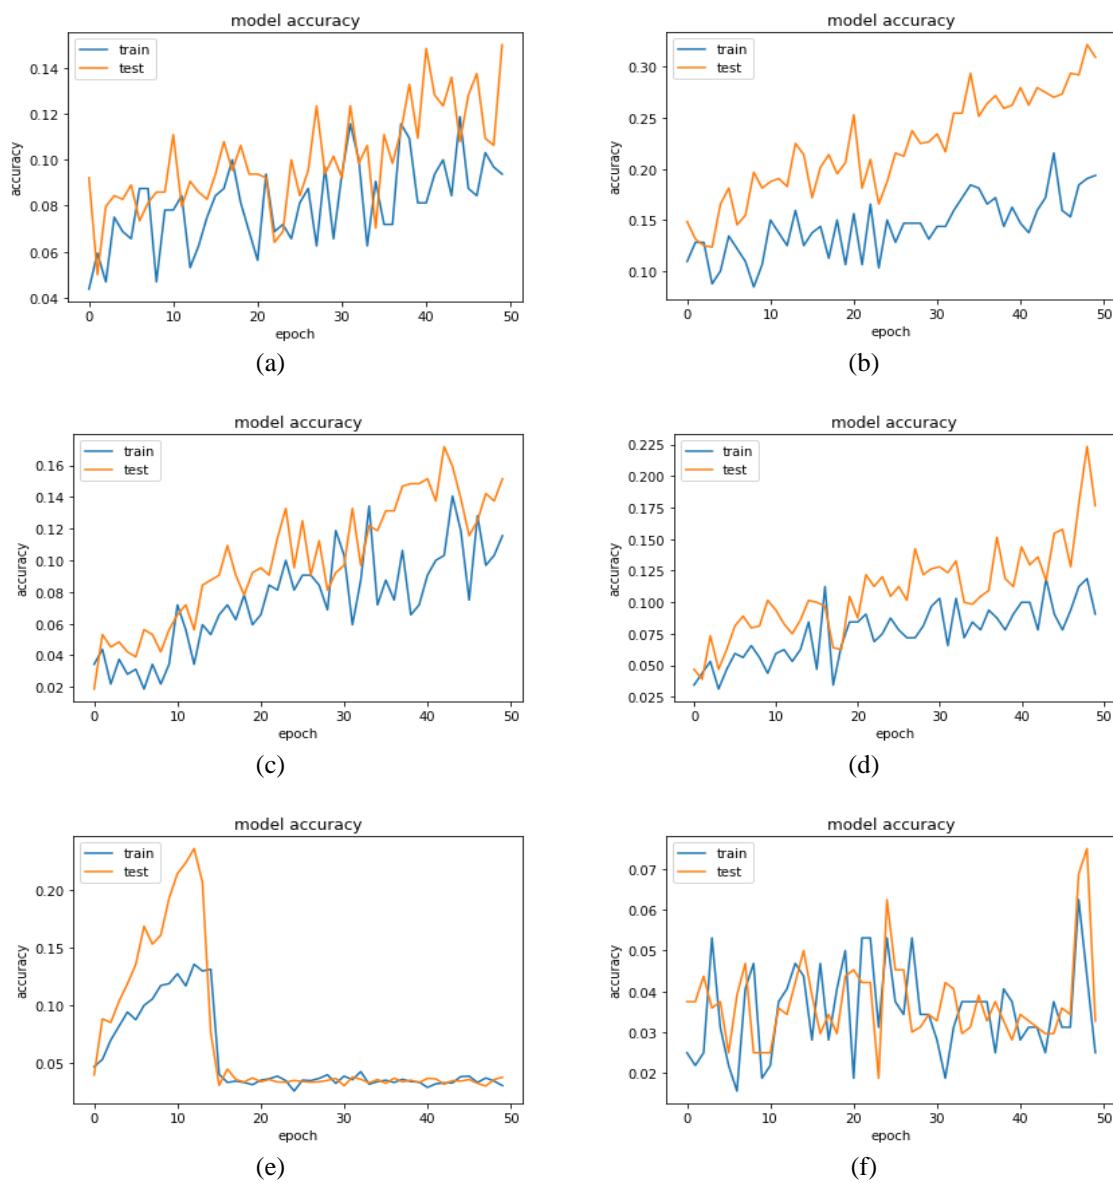 model accuracy
train
test
accuracy
0.14
0.12
0.10
0.08
0.06
0.04
0 10 20 30 40 50
epoch
(a)
model accuracy
train
test
accuracy
0.30
0.25
0.20
0.15
0.10
0 10 20 30 40 50
epoch
(b)
model accuracy
train
test
accuracy
0.16
0.14
0.12
0.10
0.08
0.06
0.04
0.02
0 10 20 30 40 50
epoch
(c)
model accuracy
train
test
accuracy
0.225
0.200
0.175
0.150
0.125
0.100
0.075
0.050
0.025
0 10 20 30 40 50
epoch
(d)
model accuracy
train
test
accuracy
0.20
0.15
0.10
0.05
0 10 20 30 40 50
epoch
(e)
model accuracy
train
test
accuracy
0.07
0.06
0.05
0.04
0.03
0.02
0 10 20 30 40 50
epoch
(f)